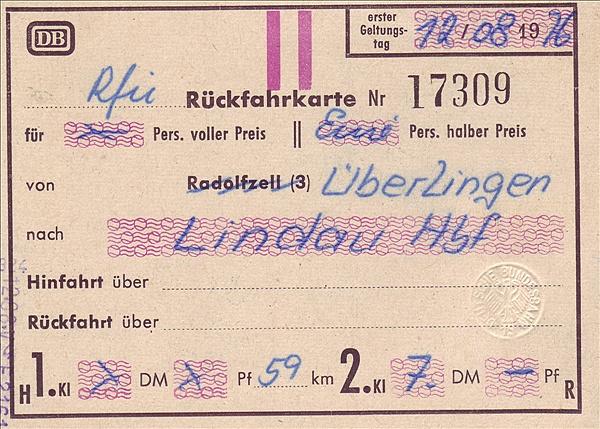 DB
erster Geltungstag 12/08 1976
Rückfahrkarte Nr 17309
für — Pers. voller Preis || Eine Pers. halber Preis
von Radolfzell (3) Überlingen
nach Lindau Hbf
Hinfahrt über
Rückfahrt über
H 1. Kl X DM X Pf 59 km 2. Kl 7. DM — Pf R